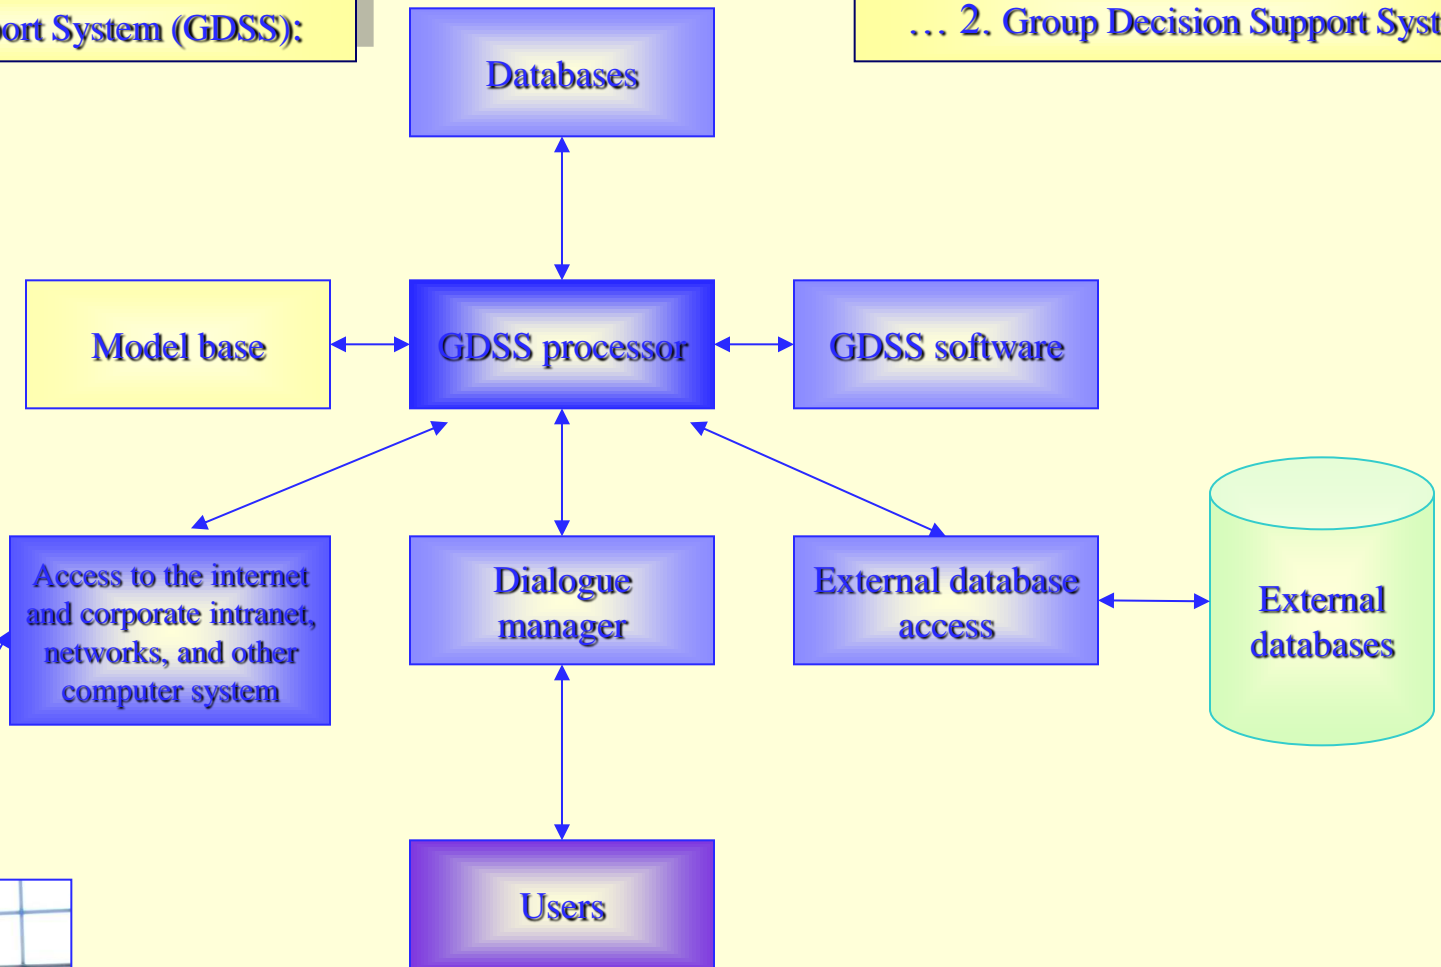 ort System (GDSS):
… 2. Group Decision Support Syst
Databases
Model base
GDSS processor
GDSS software
Access to the internet
and corporate intranet,
networks, and other
computer system
Dialogue
manager
External database
access
External
databases
Users